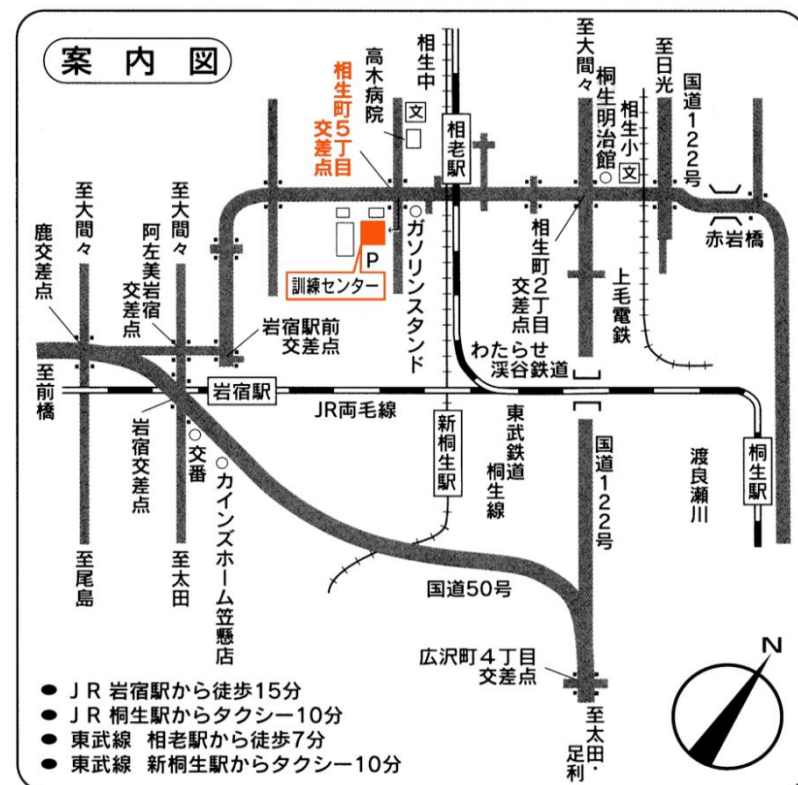 案内図
至大間々
鹿交差点
至大間々
阿左美岩宿
交差点
相生町5丁目
交差点
高木病院
相生中
文
相老駅
至大間々
桐生明治館
相生小
文
至日光
国道122号
赤岩橋
P
訓練センター
ガソリンスタンド
相生町2丁目
交差点
上毛電鉄
岩宿駅前
交差点
わたらせ
渓谷鉄道
至前橋
岩宿駅
JR両毛線
岩宿交差点
交番
カインズホーム笠懸店
新桐生駅
東武鉄道
桐生線
国道122号
渡良瀬川
桐生駅
至尾島
至太田
国道50号
広沢町4丁目
交差点
至太田・
足利
N
● JR 岩宿駅から徒歩15分
● JR 桐生駅からタクシー10分
● 東武線 相老駅から徒歩7分
● 東武線 新桐生駅からタクシー10分